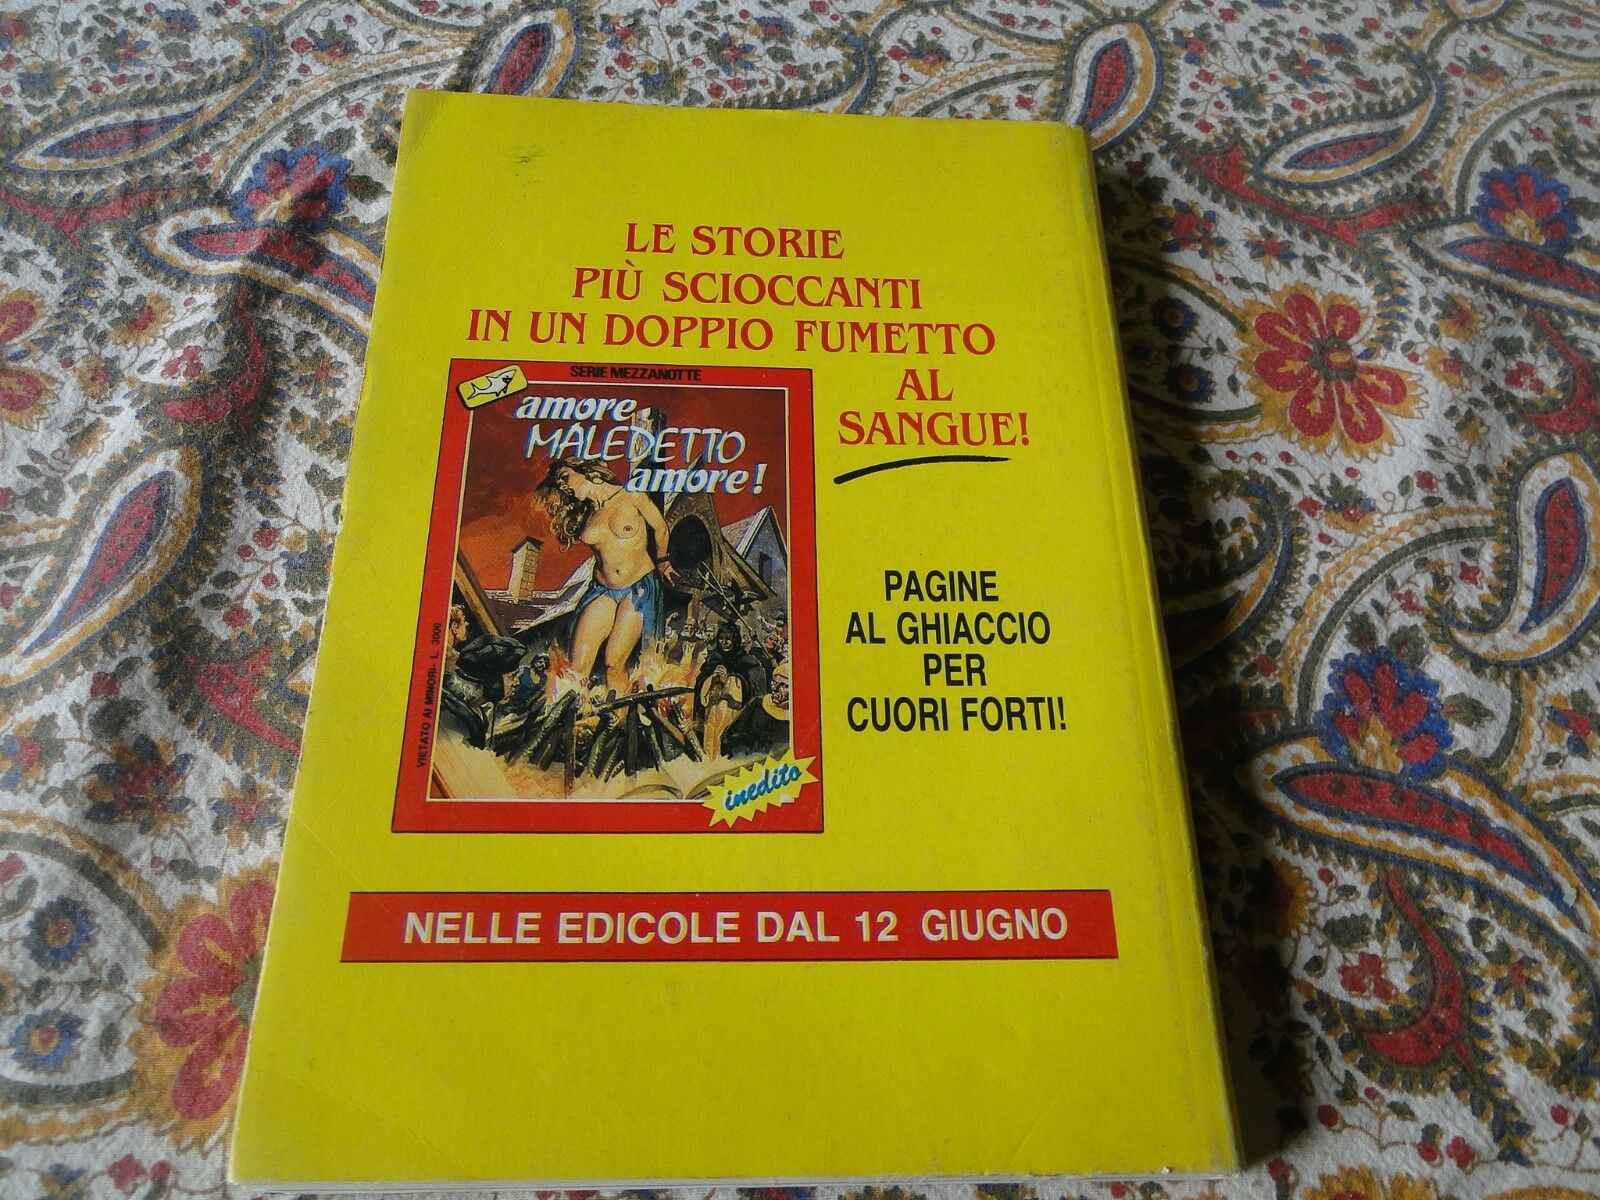 LE STORIE
PIÙ SCIOCCANTI
IN UN DOPPIO FUMETTO
AL
SANGUE!
SERIE MEZZANOTTE
amore
MALEDETTO
amore!
VIETATO AI MINORI - L. 3000
inedito
PAGINE
AL GHIACCIO
PER
CUORI FORTI!
NELLE EDICOLE DAL 12 GIUGNO